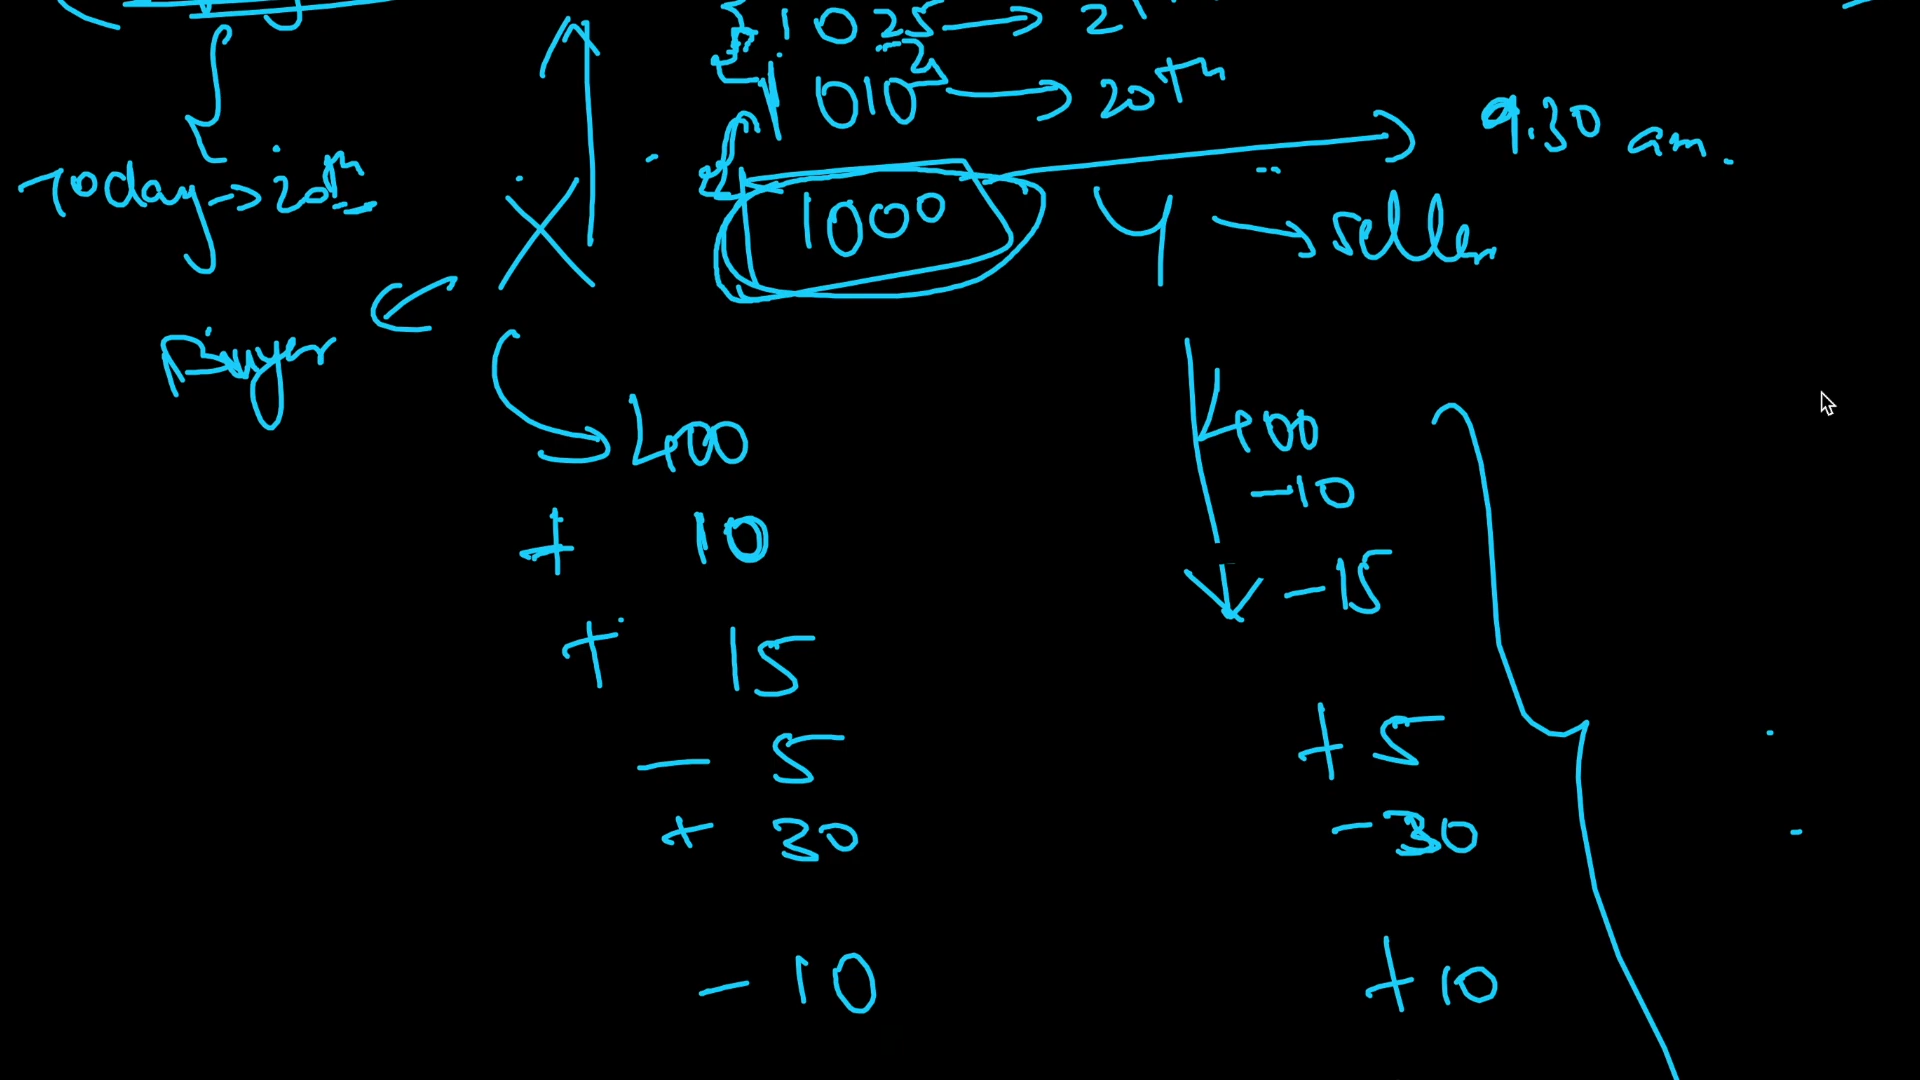 1025 → 21
1010 → 20th
9.30 am.
Today → 20th
X 1000 Y → seller
Buyer
400 400
-10
+ 10
-15
+ 15
- 5 + 5
+ 30 - 30
- 10 + 10